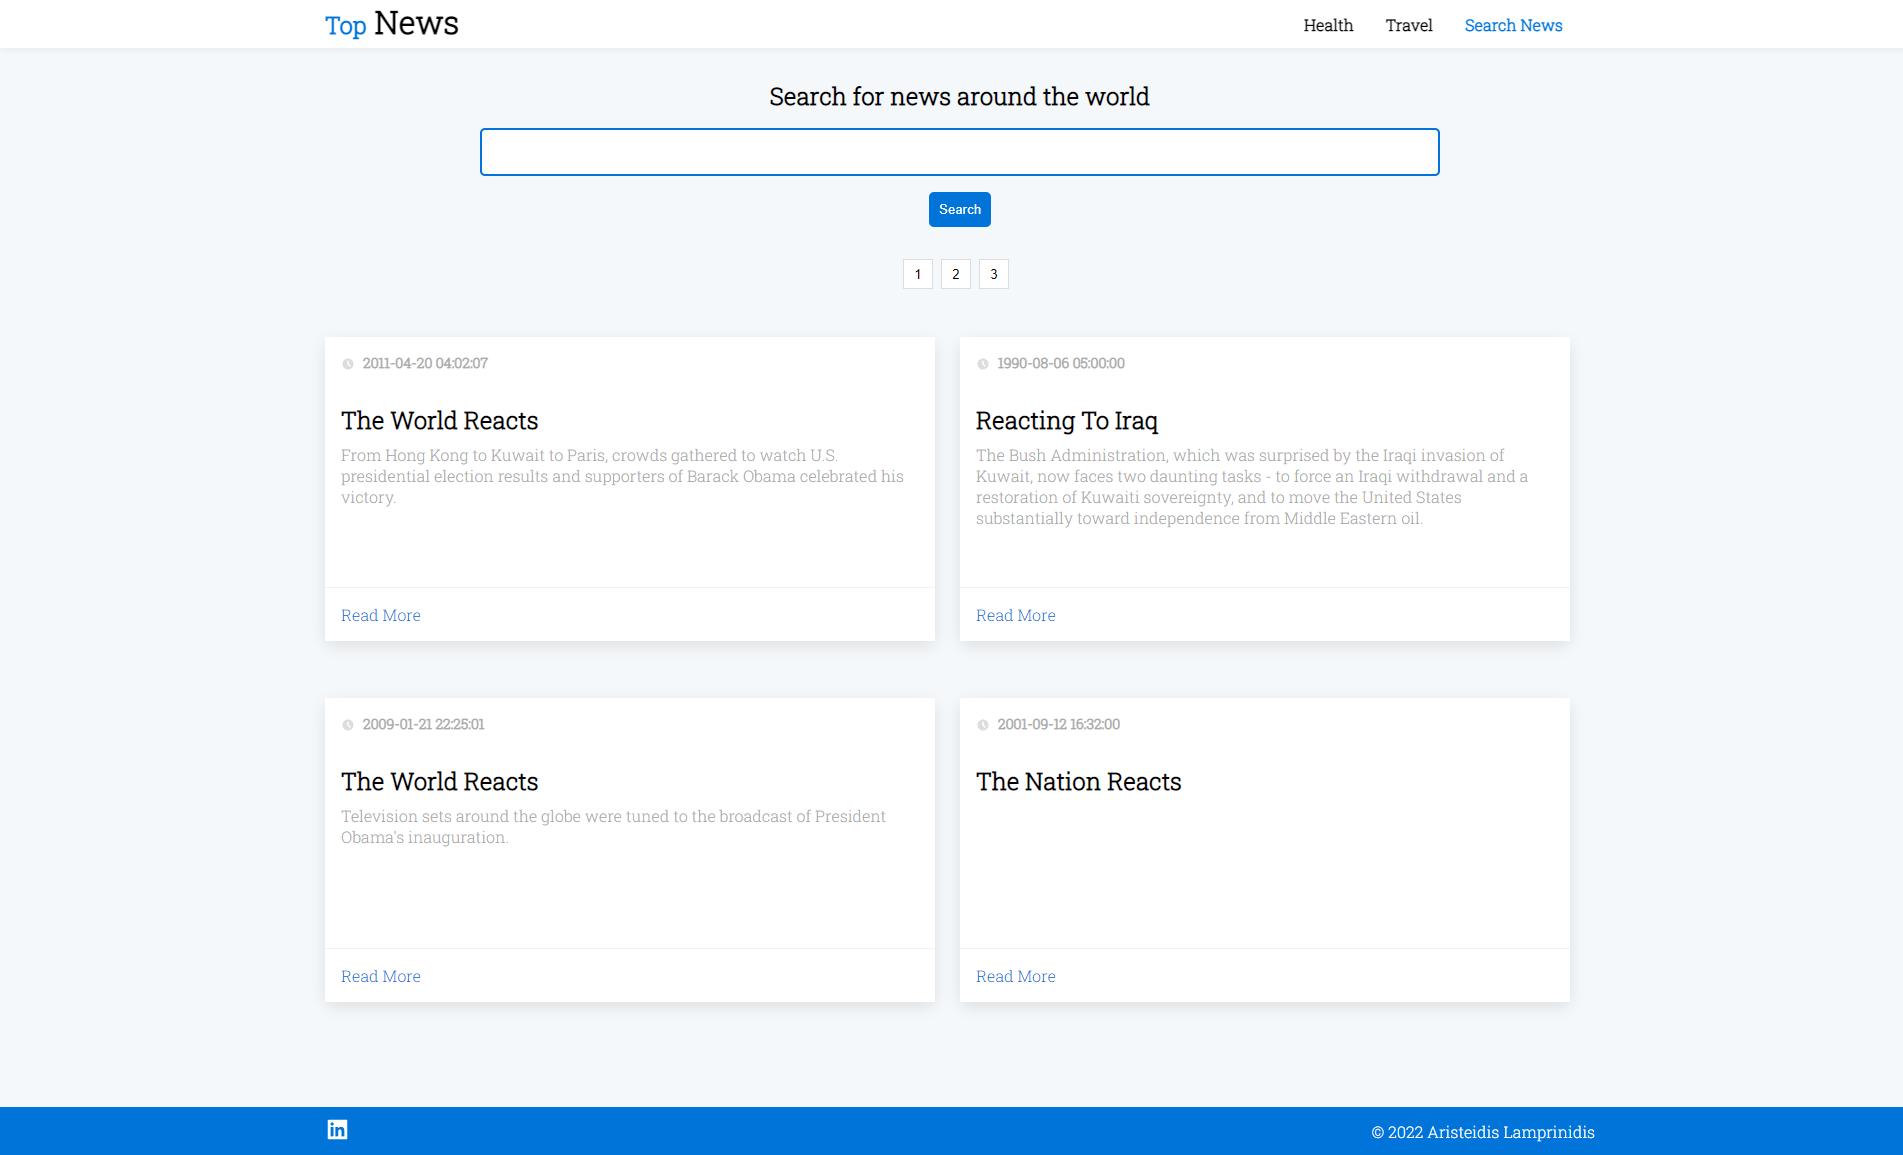 Top News
Health Travel Search News
Search for news around the world
Search
1 2 3
2011-04-20 04:02:07
The World Reacts
From Hong Kong to Kuwait to Paris, crowds gathered to watch U.S.
presidential election results and supporters of Barack Obama celebrated his
victory.
Read More
1990-08-06 05:00:00
Reacting To Iraq
The Bush Administration, which was surprised by the Iraqi invasion of
Kuwait, now faces two daunting tasks - to force an Iraqi withdrawal and a
restoration of Kuwaiti sovereignty, and to move the United States
substantially toward independence from Middle Eastern oil.
Read More
2009-01-21 22:25:01
The World Reacts
Television sets around the globe were tuned to the broadcast of President
Obama's inauguration.
Read More
2001-09-12 16:32:00
The Nation Reacts
Read More
in
© 2022 Aristeidis Lamprinidis